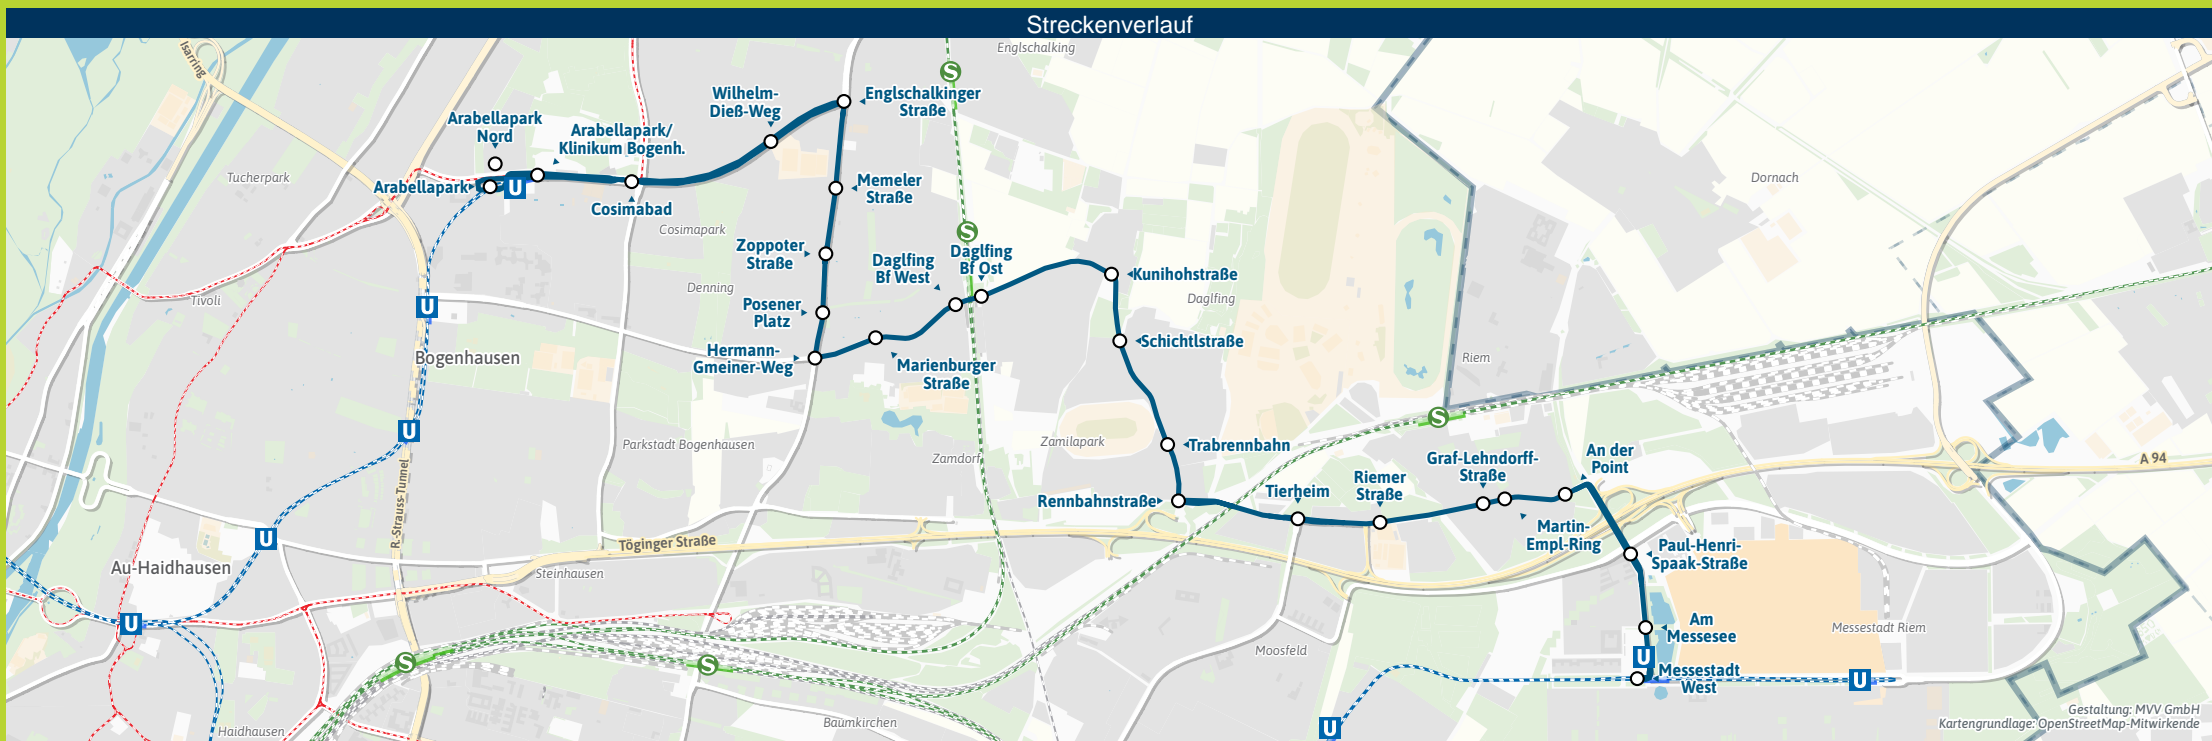 Streckenverlauf
Englschalking
Isarring
S
Wilhelm-
Dieß-Weg
Englschalkinger
Straße
Arabellapark
Nord
Arabellapark/
Klinikum Bogenh.
Tucherpark
Arabellapark
U
Cosimabad
Memeler
Straße
Dornach
Cosimapark
S
Zoppoter
Straße
Daglfing
Bf West
Daglfing
Bf Ost
Kunihohstraße
Denning
Tivoli
Daglfing
U
Posener
Platz
Schichtlstraße
Bogenhausen
Hermann-
Gmeiner-Weg
Marienburger
Straße
Riem
S
U
Parkstadt Bogenhausen
Zamdorf
Zamilapark
Trabrennbahn
Graf-Lehndorff-
Straße
An der
Point
A 94
R.-Strauss-Tunnel
Rennbahnstraße
Tierheim
Riemer
Straße
Martin-
Empl-Ring
U
Töginger Straße
Paul-Henri-
Spaak-Straße
Au-Haidhausen
Steinhausen
U
Am
Messesee
Messestadt Riem
Moosfeld
S
S
U
Messestadt
West
U
Haidhausen
Baumkirchen
U
Gestaltung: MVV GmbH
Kartengrundlage: OpenStreetMap-Mitwirkende